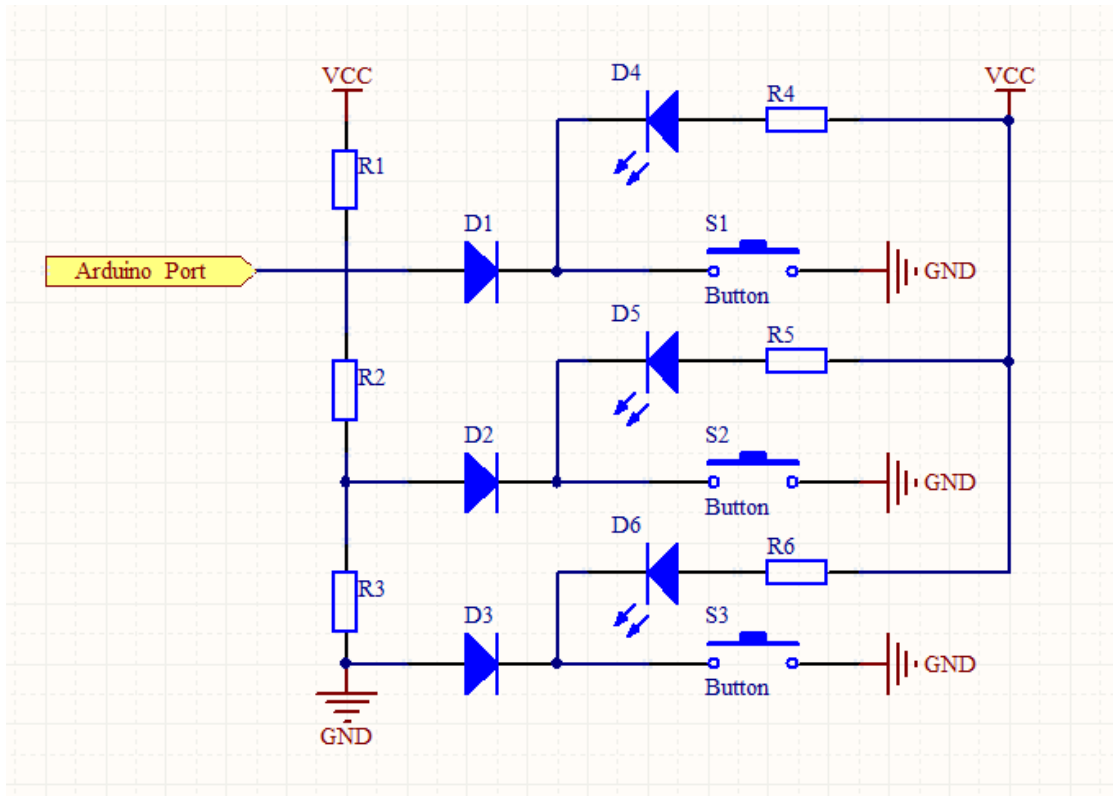 VCC
D4
R4
VCC
R1
D1
S1
Arduino Port
GND
Button
D5
R5
R2
D2
S2
GND
Button
D6
R6
R3
D3
S3
GND
Button
GND